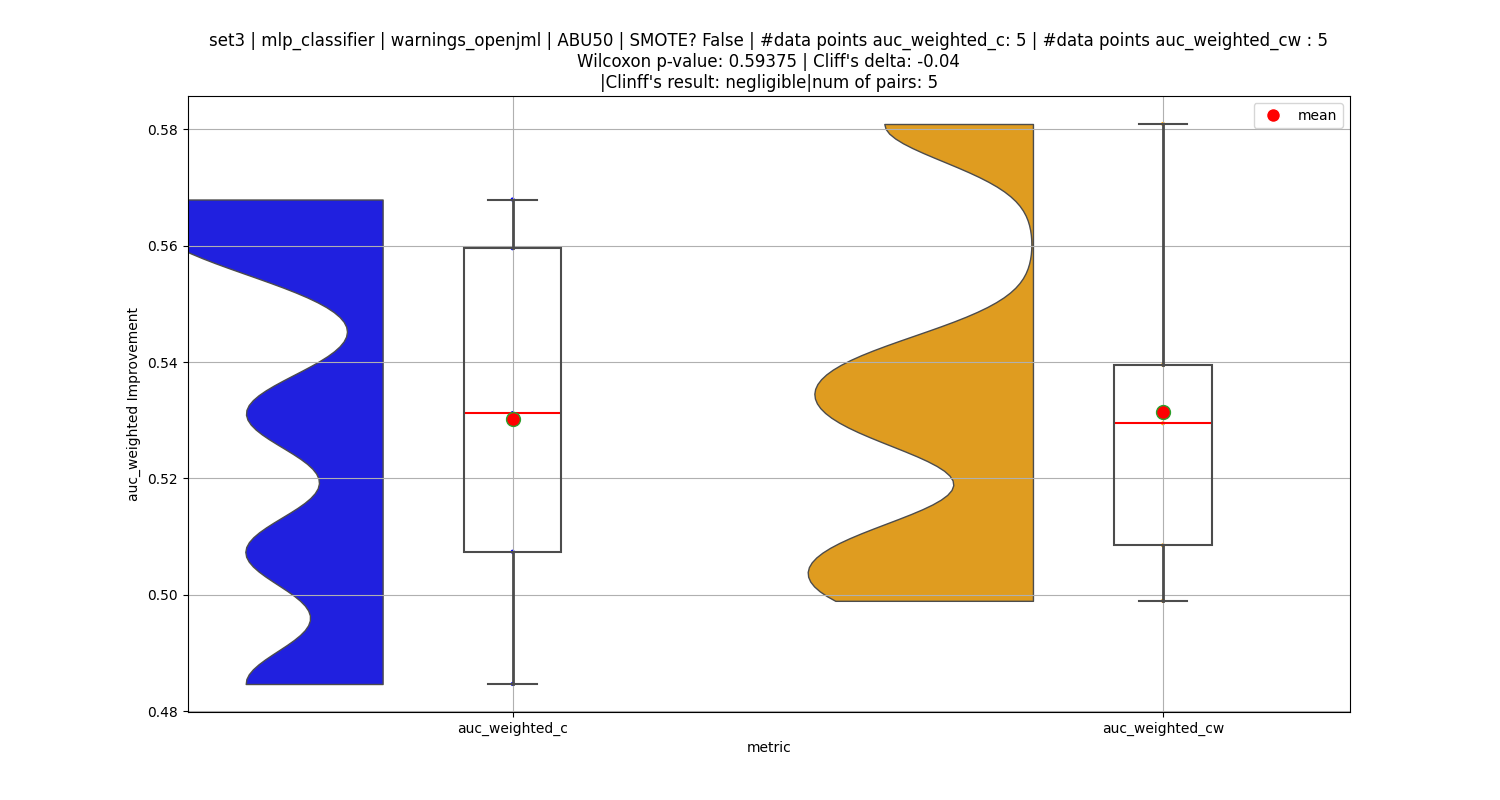 set3 | mlp_classifier | warnings_openjml | ABU50 | SMOTE? False | #data points auc_weighted_c: 5 | #data points auc_weighted_cw : 5
Wilcoxon p-value: 0.59375 | Cliff's delta: -0.04
|Clinff's result: negligible|num of pairs: 5
mean
0.58
0.56
0.54
0.52
0.50
0.48
auc_weighted Improvement
auc_weighted_c
auc_weighted_cw
metric